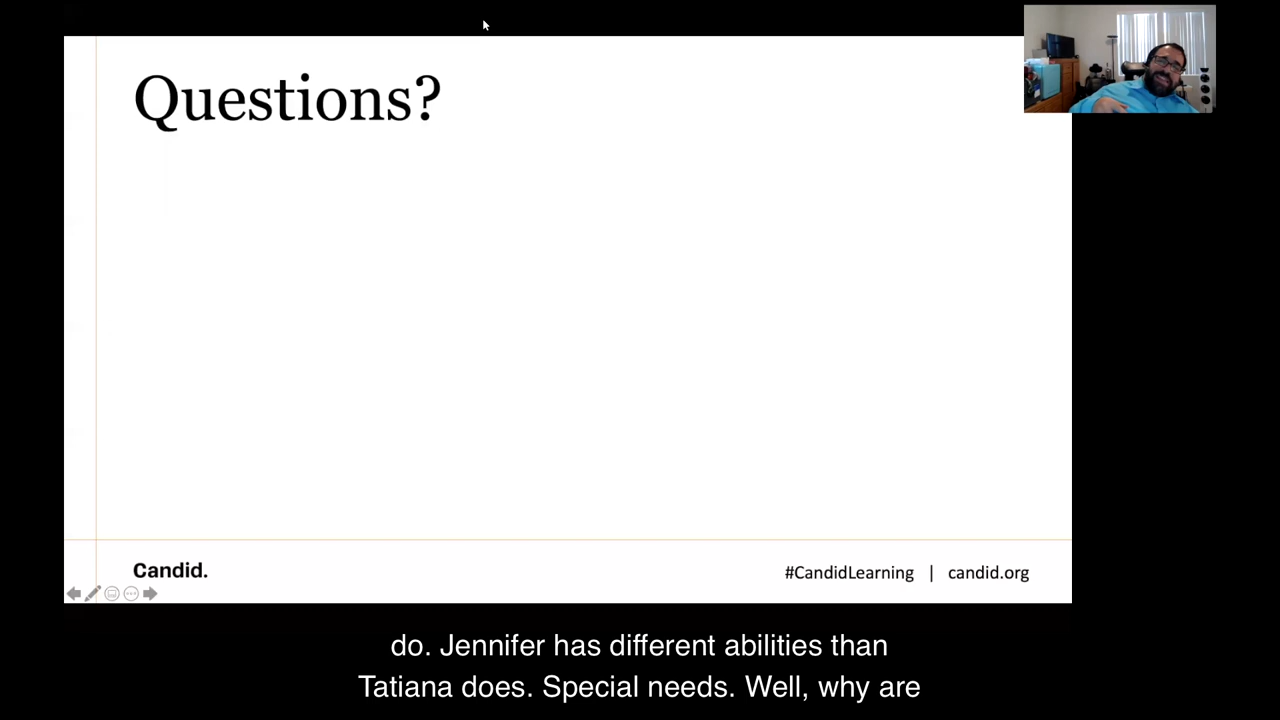 Questions?
Candid.
#CandidLearning | candid.org
do. Jennifer has different abilities than
Tatiana does. Special needs. Well, why are